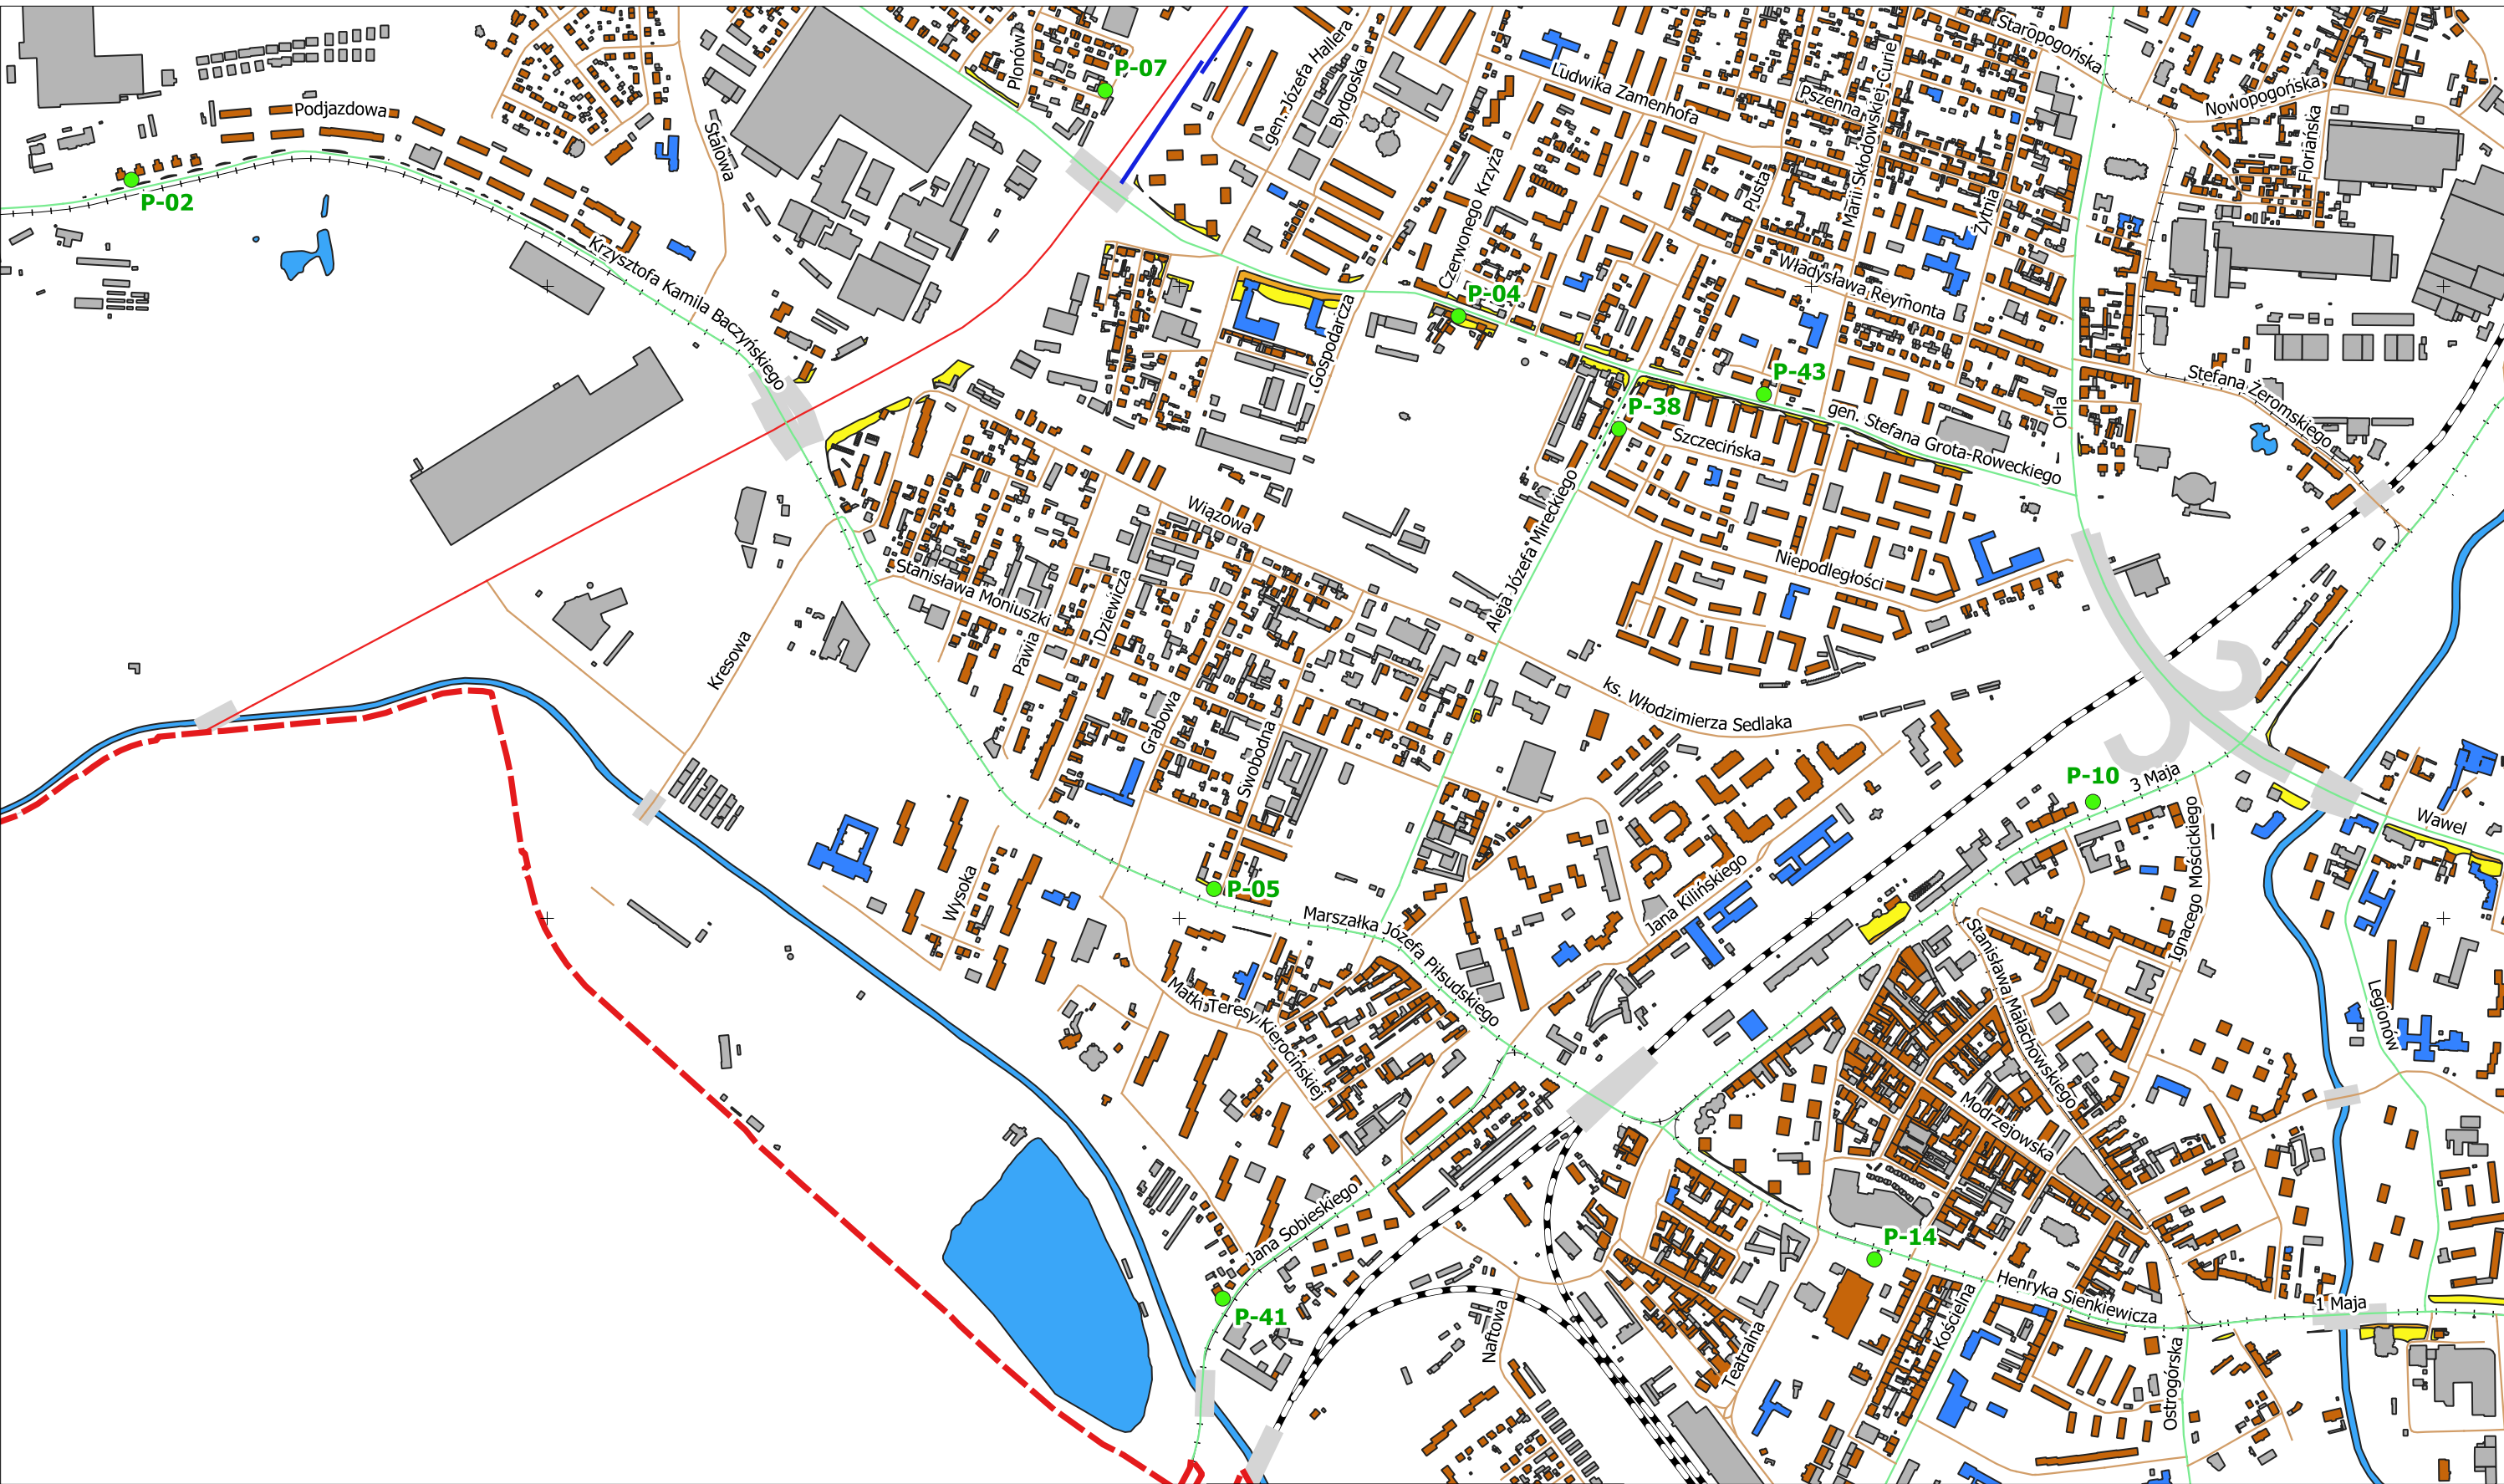 Staropogońska
Płonów
P-07
gen. Józefa Hallera
Bydgoska
Ludwika Zamenhofa
Pszenna
Marii Skłodowskiej Curie
Nowopogońska
Podjazdowa
Stalowa
Floriańska
P-02
Czerwonego Krzyża
Pusta
Żytnia
Krzysztofa Kamila Baczyńskiego
Władysława Reymonta
P-04
Gospodarcza
P-43
Stefana Żeromskiego
P-38
gen. Stefana Grota-Roweckiego
Orla
Szczecińska
Wiązowa
Aleja Józefa Mireckiego
Niepodległości
Stanisława Moniuszki
Dziewicza
Kresowa
Pawia
ks. Włodzimierza Sedlaka
Grabowa
Swobodna
P-10
3 Maja
Wawel
Ignacego Mościckiego
Jana Kilińskiego
Wysoka
P-05
Marszałka Józefa Piłsudskiego
Stanisława Małachowskiego
Matki Teresy Kierocińskiej
Legionów
Modrzejowska
Jana Sobieskiego
P-14
Henryka Sienkiewicza
P-41
1 Maja
Naftowa
Teatralna
Kościelna
Ostrogórska